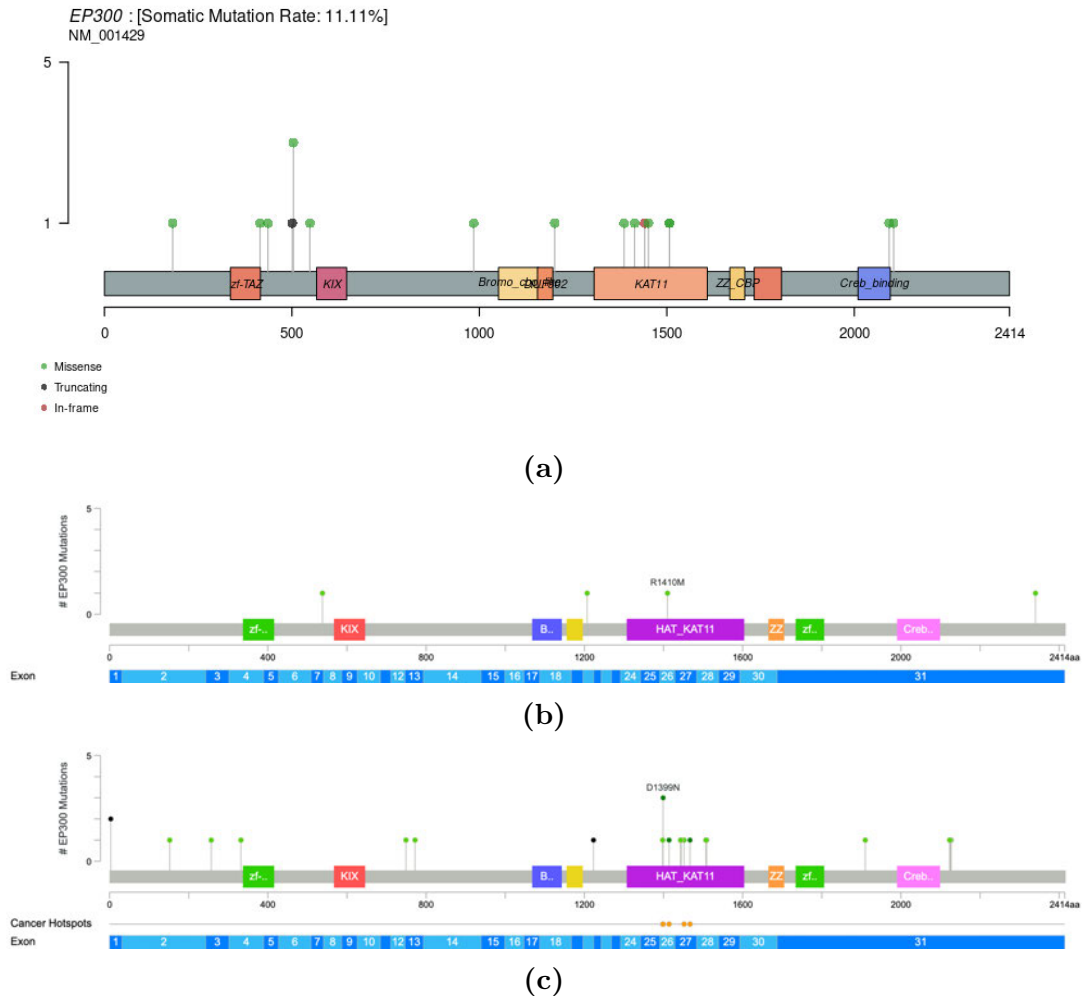 EP300 : [Somatic Mutation Rate: 11.11%]
NM_001429
5
1
zf-TAZ KIX KAT11 ZZ_CBP Creb_binding
0 500 1000 1500 2000 2414
Missense
Truncating
In-frame
(a)
# EP300 Mutations
5
0
R1410M
zf-.. KIX B.. HAT_KAT11 ZZ zf.. Creb..
0 400 800 1200 1600 2000 2414aa
Exon 1 2 3 4 5 6 7 8 9 10 12 13 14 15 16 17 18 24 25 26 27 28 29 30 31
(b)
# EP300 Mutations
5
0
D1399N
zf-.. KIX B.. HAT_KAT11 ZZ zf.. Creb..
0 400 800 1200 1600 2000 2414aa
Cancer Hotspots
Exon 1 2 3 4 5 6 7 8 9 10 12 13 14 15 16 17 18 24 25 26 27 28 29 30 31
(c)